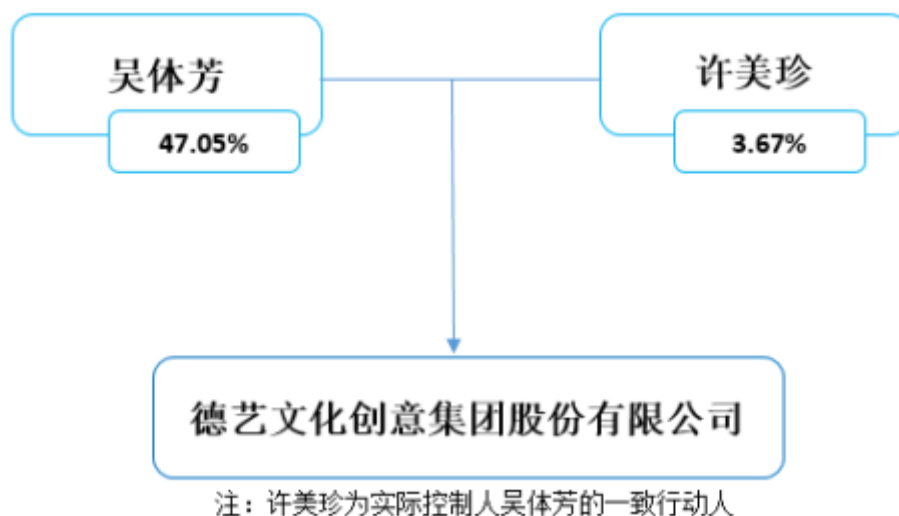 吴体芳
许美珍
47.05%
3.67%
德艺文化创意集团股份有限公司
注：许美珍为实际控制人吴体芳的一致行动人